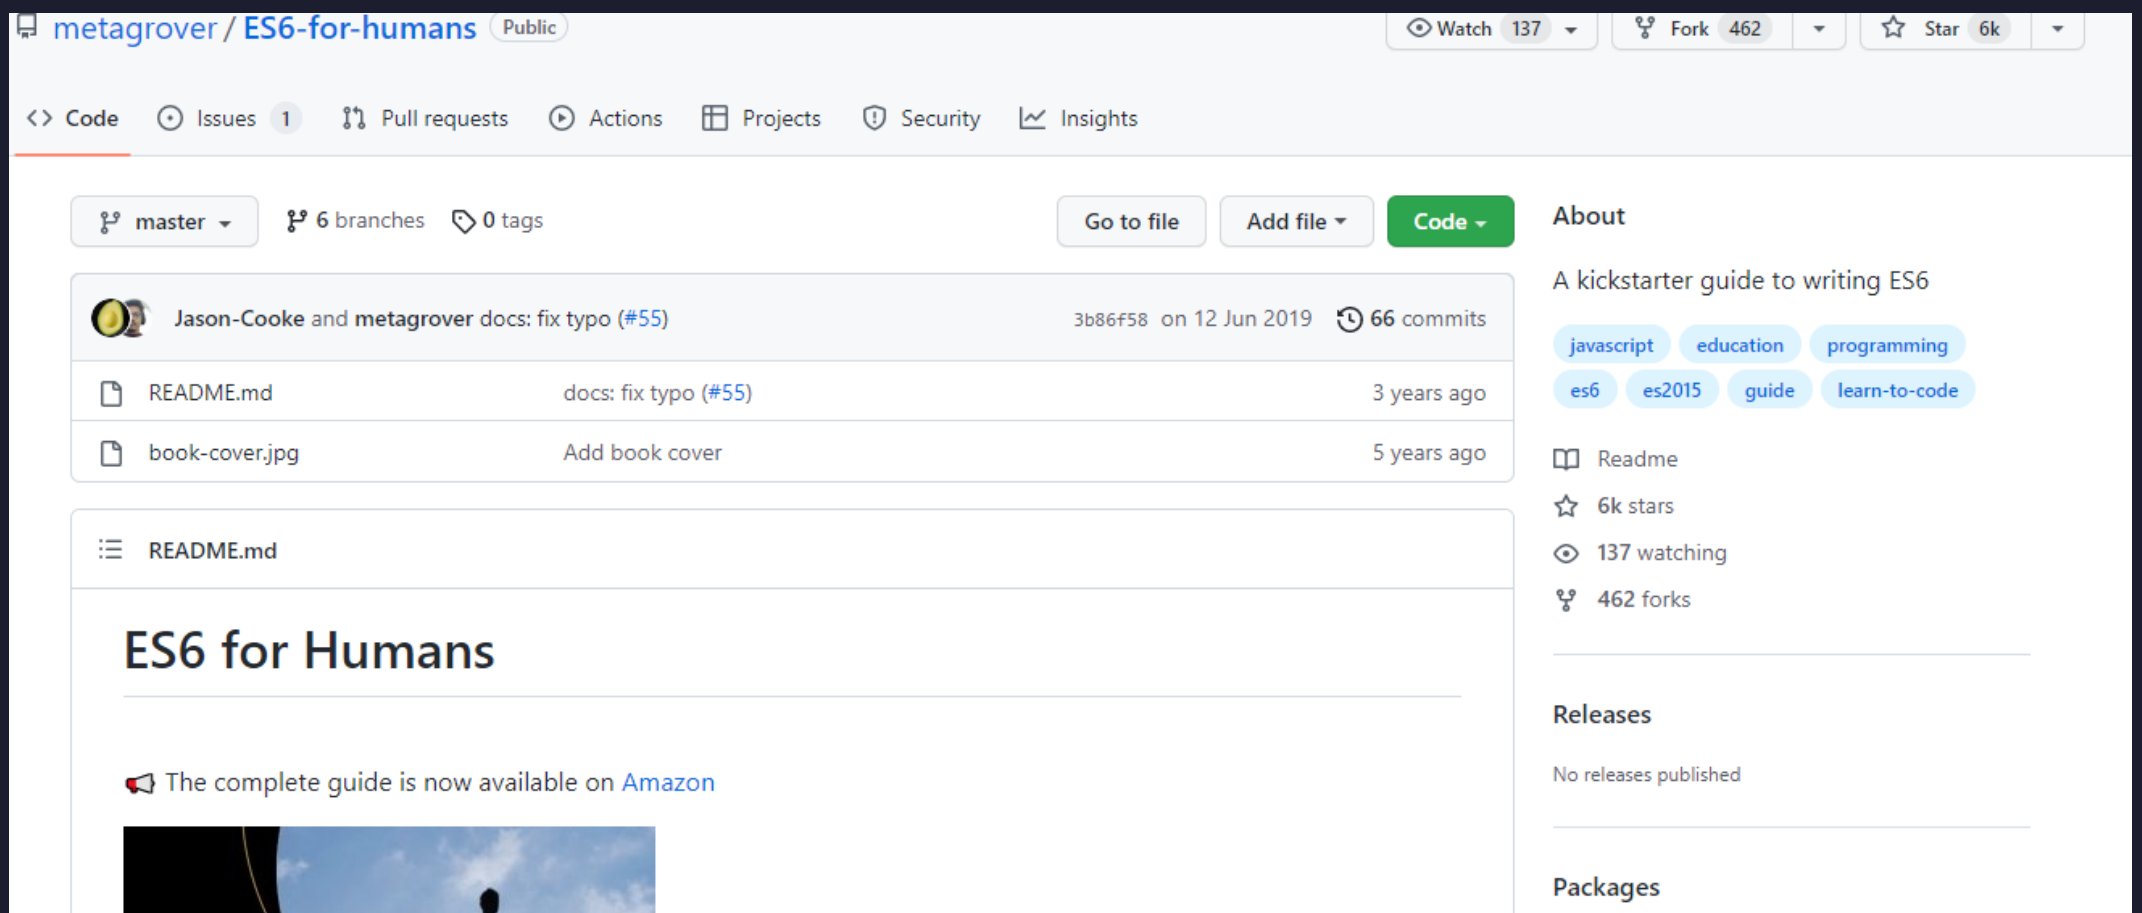 metagrover / ES6-for-humans Public Watch 137 Fork 462 Star 6k
Code Issues 1 Pull requests Actions Projects Security Insights
master 6 branches 0 tags Go to file Add file Code
Jason-Cooke and metagrover docs: fix typo (#55) 3b86f58 on 12 Jun 2019 66 commits
README.md docs: fix typo (#55) 3 years ago
book-cover.jpg Add book cover 5 years ago
README.md
ES6 for Humans
The complete guide is now available on Amazon
About
A kickstarter guide to writing ES6
javascript education programming
es6 es2015 guide learn-to-code
Readme
6k stars
137 watching
462 forks
Releases
No releases published
Packages